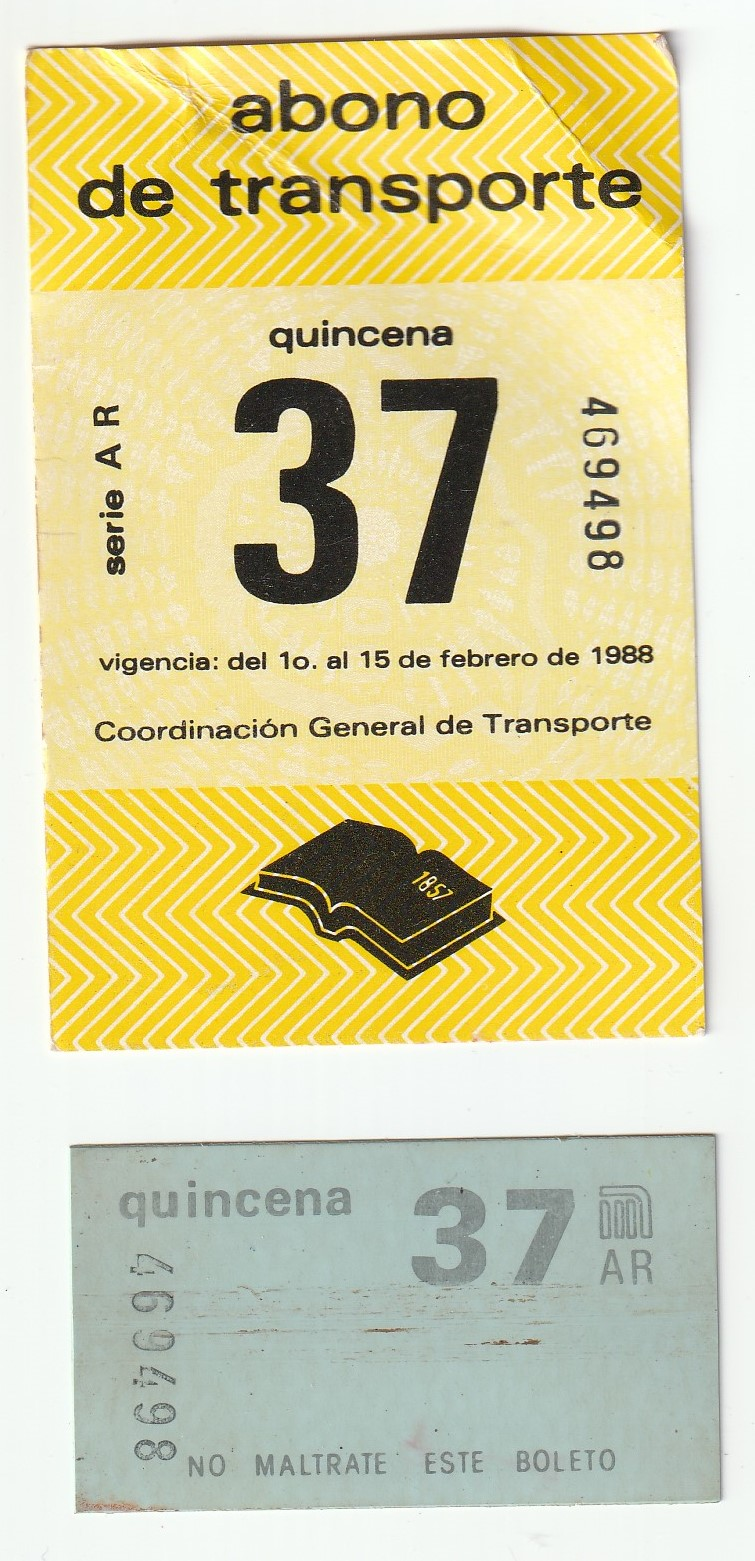 abono
de transporte
quincena
37
serie A R
469498
vigencia: del 1o. al 15 de febrero de 1988
Coordinación General de Transporte
1857
quincena 37
AR
469498
NO MALTRATE ESTE BOLETO